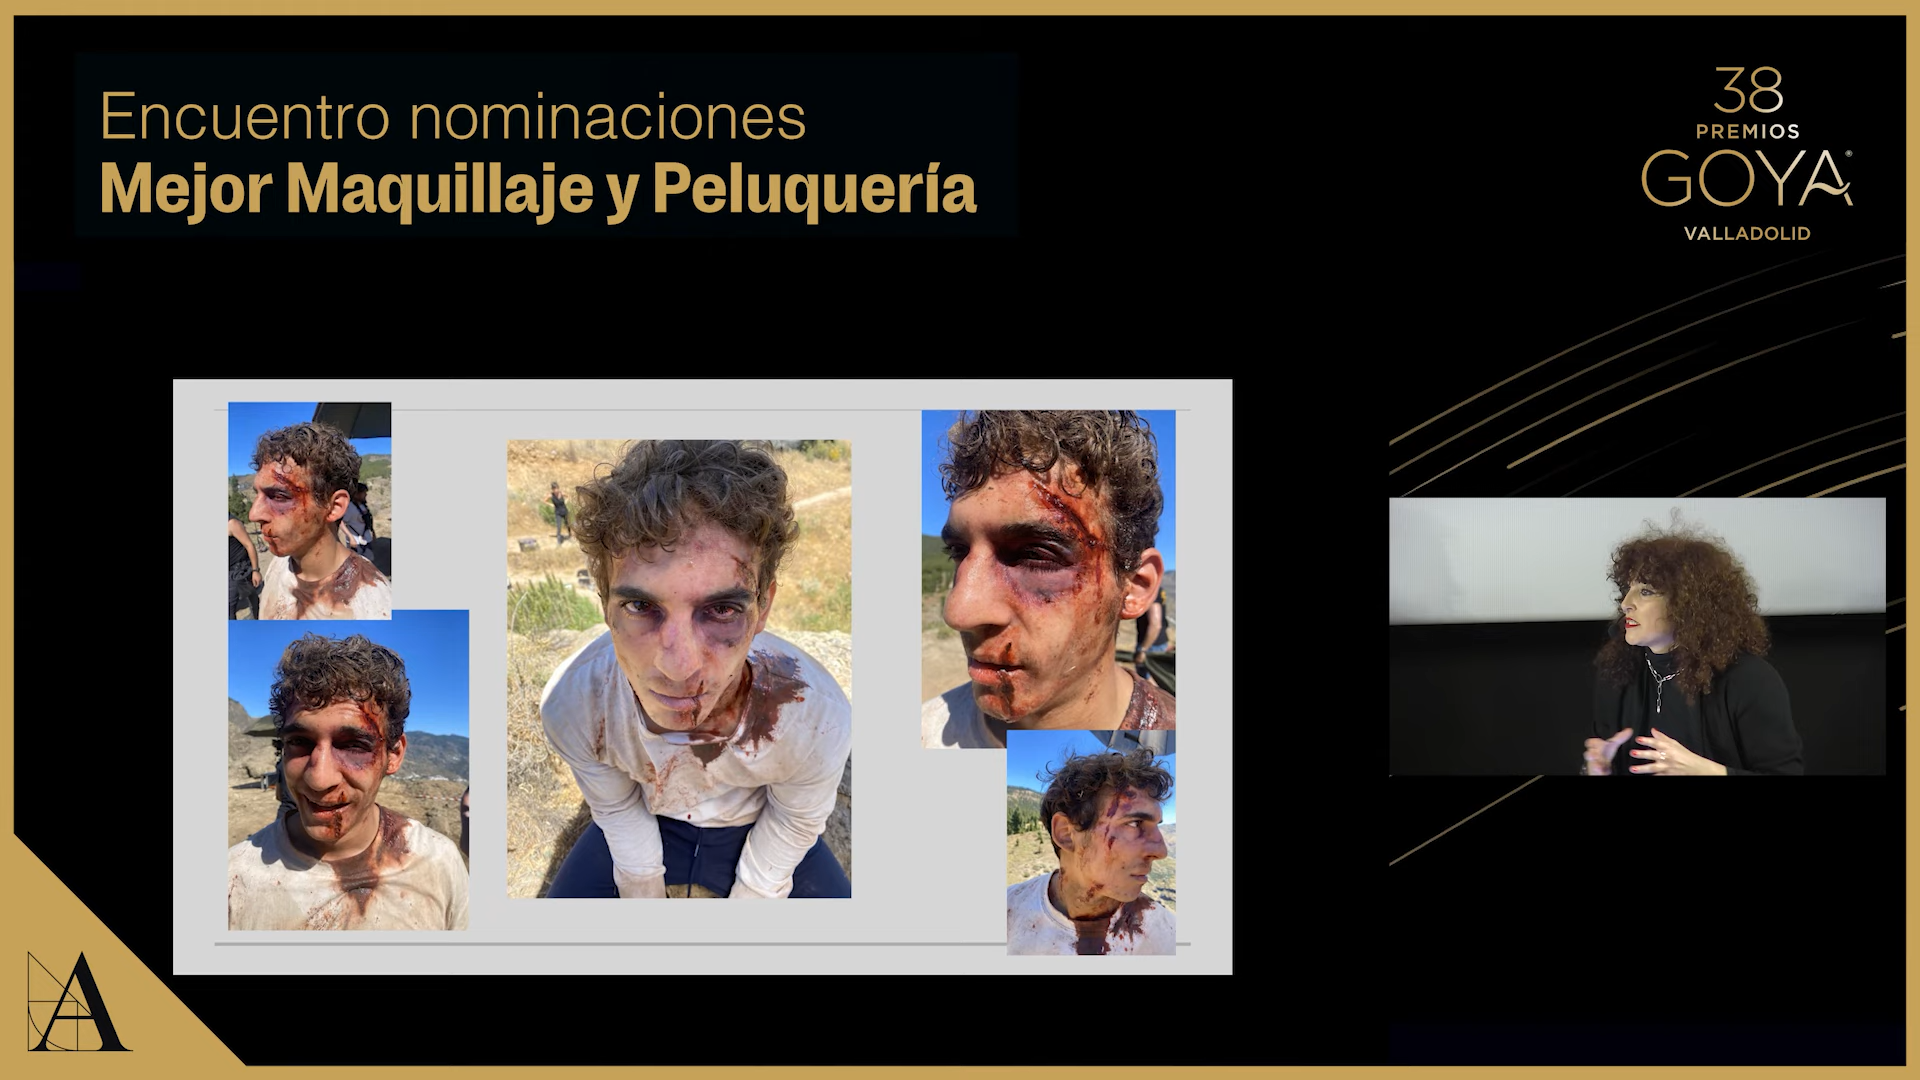 Encuentro nominaciones
Mejor Maquillaje y Peluquería
38
PREMIOS
GOYA®
VALLADOLID
A